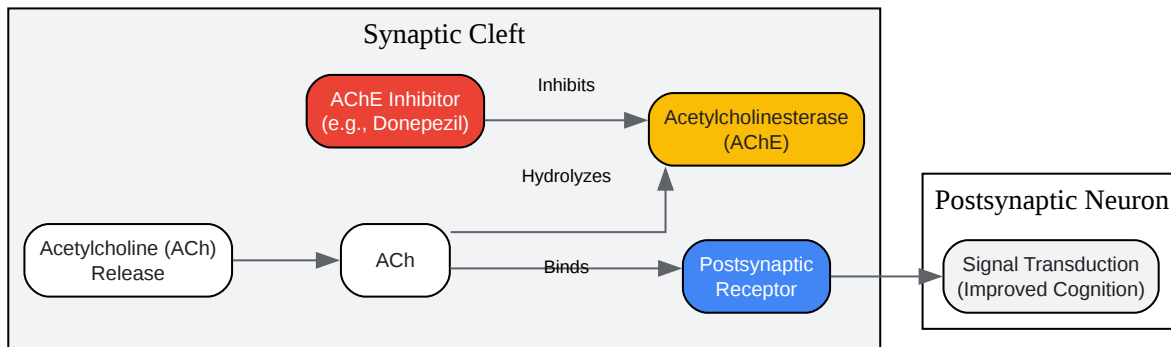 Synaptic Cleft
AChE Inhibitor
(e.g., Donepezil)
Inhibits
Acetylcholinesterase
(AChE)
Hydrolyzes
Acetylcholine (ACh)
Release
ACh
Binds
Postsynaptic
Receptor
Postsynaptic Neuron
Signal Transduction
(Improved Cognition)